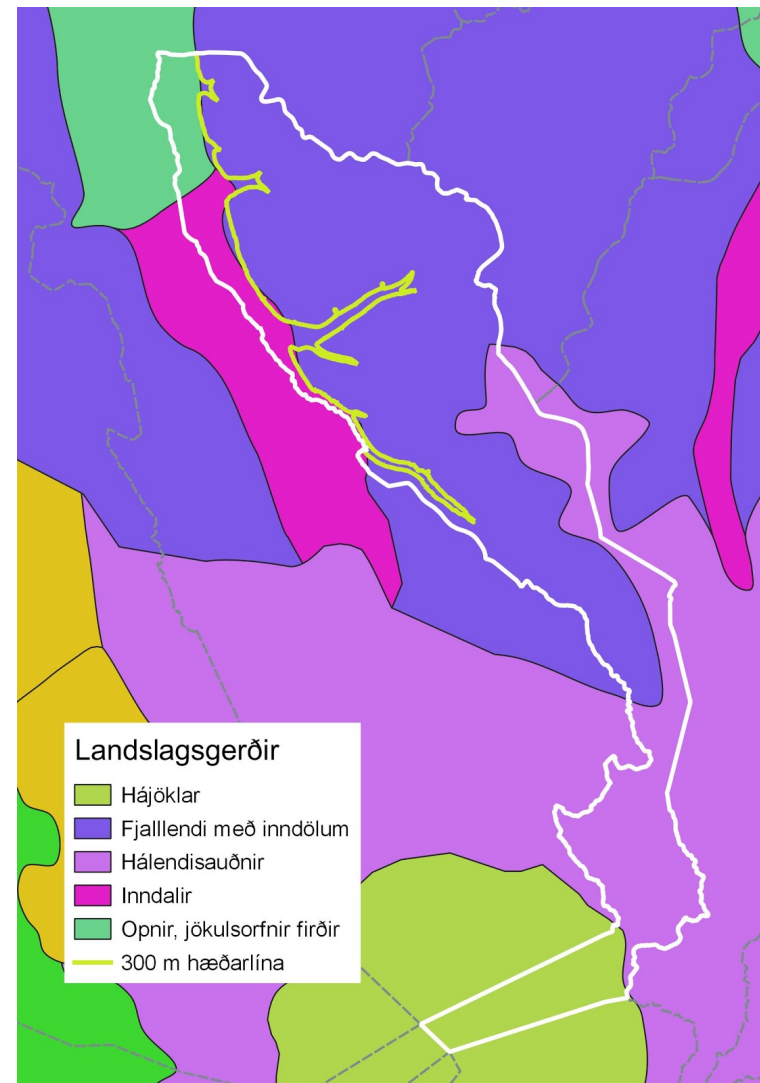 Landslagsgerðir
Hájöklar
Fjalllendi með inndölum
Hálendisauðnir
Inndalir
Opnir, jökulsorfnir firðir
300 m hæðarlína